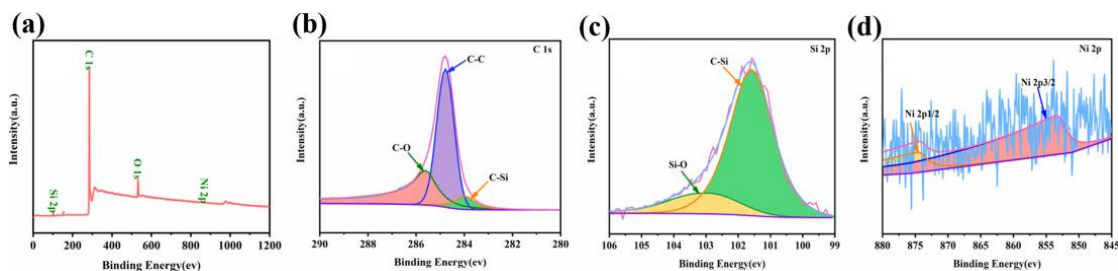 (a)
Intensity(a.u.)
C 1s
O 1s
Si 2p
Ni 2p
0 200 400 600 800 1000 1200
Binding Energy(ev)
(b)
C 1s
Intensity(a.u.)
C-C
C-O
C-Si
290 288 286 284 282 280
Binding Energy(ev)
(c)
Si 2p
Intensity(a.u.)
C-Si
Si-O
106 105 104 103 102 101 100 99
Binding Energy(ev)
(d)
Ni 2p
Intensity(a.u.)
Ni 2p3/2
Ni 2p1/2
880 875 870 865 860 855 850 845
Binding Energy(ev)